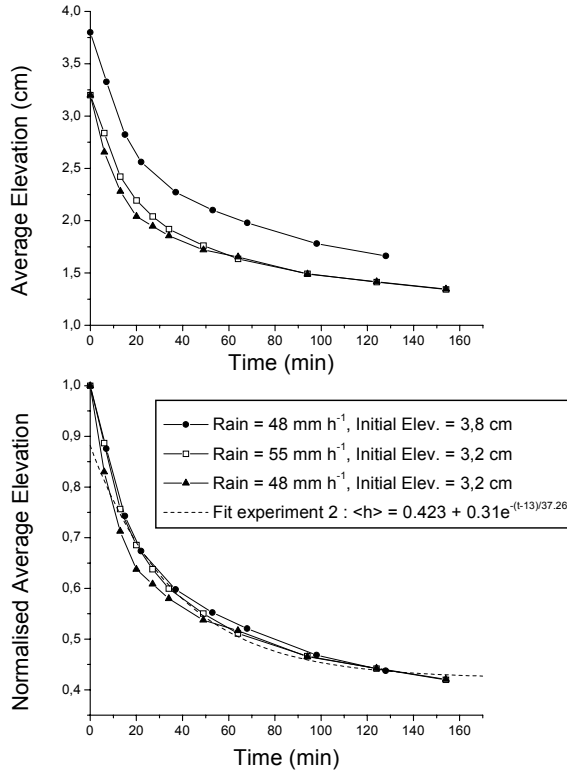 4,0
3,5
3,0
2,5
2,0
1,5
1,0
Average Elevation (cm)
0 20 40 60 80 100 120 140 160
Time (min)
1,0
0,9
0,8
0,7
0,6
0,5
0,4
Normalised Average Elevation
Rain = 48 mm h⁻¹, Initial Elev. = 3,8 cm
Rain = 55 mm h⁻¹, Initial Elev. = 3,2 cm
Rain = 48 mm h⁻¹, Initial Elev. = 3,2 cm
Fit experiment 2 : <h> = 0.423 + 0.31e-(t-13)/37.26
0 20 40 60 80 100 120 140 160
Time (min)